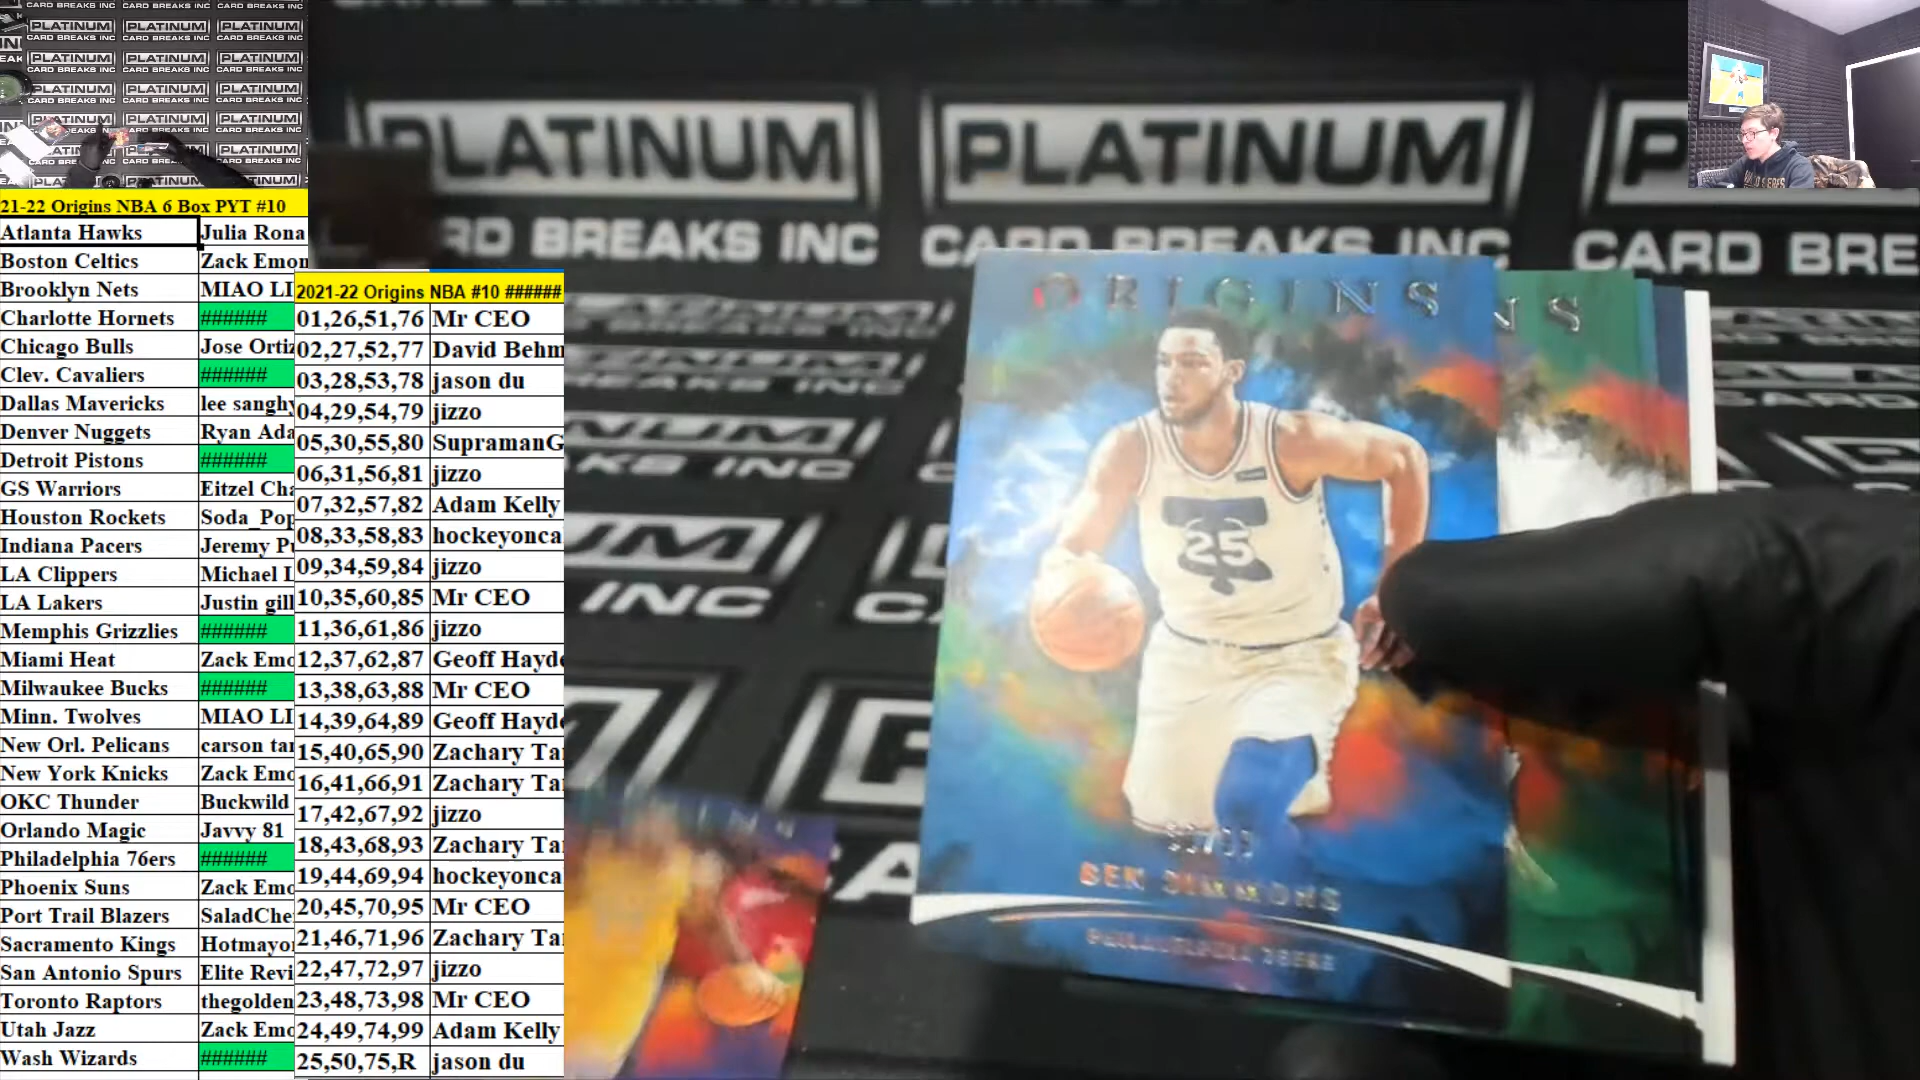 21-22 Origins NBA 6 Box PYT #10
Atlanta Hawks Julia Rona
Boston Celtics Zack Emon
Brooklyn Nets MIAO LI
Charlotte Hornets ######
Chicago Bulls Jose Ortiz
Clev. Cavaliers ######
Dallas Mavericks lee sanghy
Denver Nuggets Ryan Ada
Detroit Pistons ######
GS Warriors Eitzel Cha
Houston Rockets Soda_Pop
Indiana Pacers Jeremy Pu
LA Clippers Michael L
LA Lakers Justin gill
Memphis Grizzlies ######
Miami Heat Zack Emo
Milwaukee Bucks ######
Minn. Twolves MIAO LI
New Orl. Pelicans carson tan
New York Knicks Zack Emo
OKC Thunder Buckwild
Orlando Magic Javvy 81
Philadelphia 76ers ######
Phoenix Suns Zack Emo
Port Trail Blazers SaladChe
Sacramento Kings Hotmayor
San Antonio Spurs Elite Revi
Toronto Raptors thegolden
Utah Jazz Zack Emo
Wash Wizards ######
2021-22 Origins NBA #10 ######
01,26,51,76 Mr CEO
02,27,52,77 David Behm
03,28,53,78 jason du
04,29,54,79 jizzo
05,30,55,80 SupramanG
06,31,56,81 jizzo
07,32,57,82 Adam Kelly
08,33,58,83 hockeyonca
09,34,59,84 jizzo
10,35,60,85 Mr CEO
11,36,61,86 jizzo
12,37,62,87 Geoff Hayde
13,38,63,88 Mr CEO
14,39,64,89 Geoff Hayde
15,40,65,90 Zachary Ta
16,41,66,91 Zachary Ta
17,42,67,92 jizzo
18,43,68,93 Zachary Ta
19,44,69,94 hockeyonca
20,45,70,95 Mr CEO
21,46,71,96 Zachary Ta
22,47,72,97 jizzo
23,48,73,98 Mr CEO
24,49,74,99 Adam Kelly
25,50,75,R jason du
PLATINUM PLATINUM P
CARD BREAKS INC CARD BREAKS INC CARD BRE
ORIGINS
25
BEN SIMMONS
PHILADELPHIA 76ERS